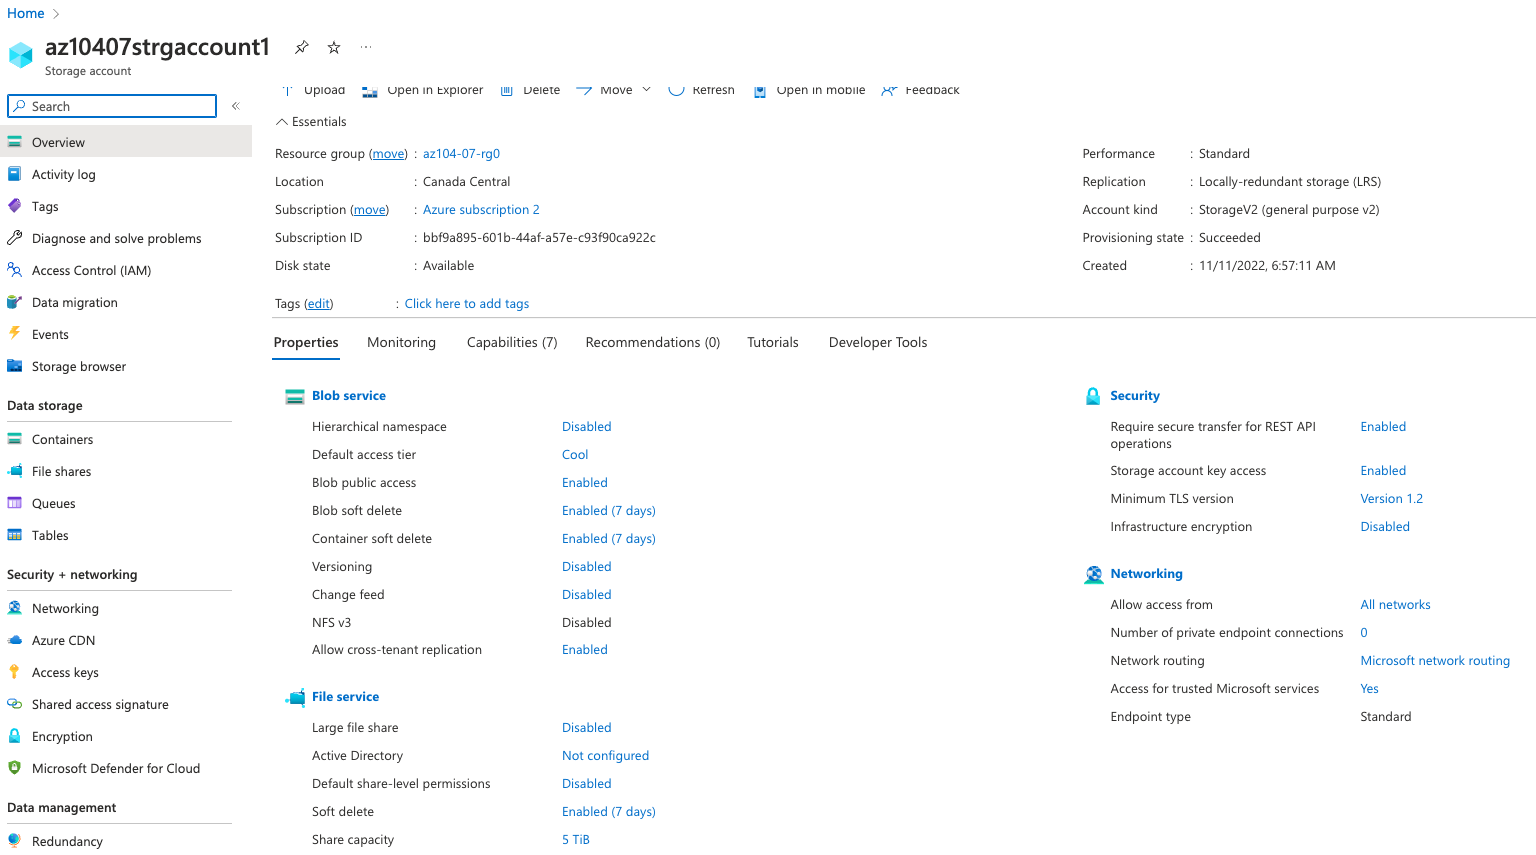 Home
az10407strgaccount1
Storage account
Search
Overview
Activity log
Tags
Diagnose and solve problems
Access Control (IAM)
Data migration
Events
Storage browser
Data storage
Containers
File shares
Queues
Tables
Security + networking
Networking
Azure CDN
Access keys
Shared access signature
Encryption
Microsoft Defender for Cloud
Data management
Redundancy
Upload Open in Explorer Delete Move Refresh Open in mobile Feedback
Essentials
Resource group (move) : az104-07-rg0
Location : Canada Central
Subscription (move) : Azure subscription 2
Subscription ID : bbf9a895-601b-44af-a57e-c93f90ca922c
Disk state : Available
Tags (edit) : Click here to add tags
Performance : Standard
Replication : Locally-redundant storage (LRS)
Account kind : StorageV2 (general purpose v2)
Provisioning state : Succeeded
Created : 11/11/2022, 6:57:11 AM
Properties Monitoring Capabilities (7) Recommendations (0) Tutorials Developer Tools
Blob service
Hierarchical namespace Disabled
Default access tier Cool
Blob public access Enabled
Blob soft delete Enabled (7 days)
Container soft delete Enabled (7 days)
Versioning Disabled
Change feed Disabled
NFS v3 Disabled
Allow cross-tenant replication Enabled
File service
Large file share Disabled
Active Directory Not configured
Default share-level permissions Disabled
Soft delete Enabled (7 days)
Share capacity 5 TiB
Security
Require secure transfer for REST API Enabled
operations
Storage account key access Enabled
Minimum TLS version Version 1.2
Infrastructure encryption Disabled
Networking
Allow access from All networks
Number of private endpoint connections 0
Network routing Microsoft network routing
Access for trusted Microsoft services Yes
Endpoint type Standard